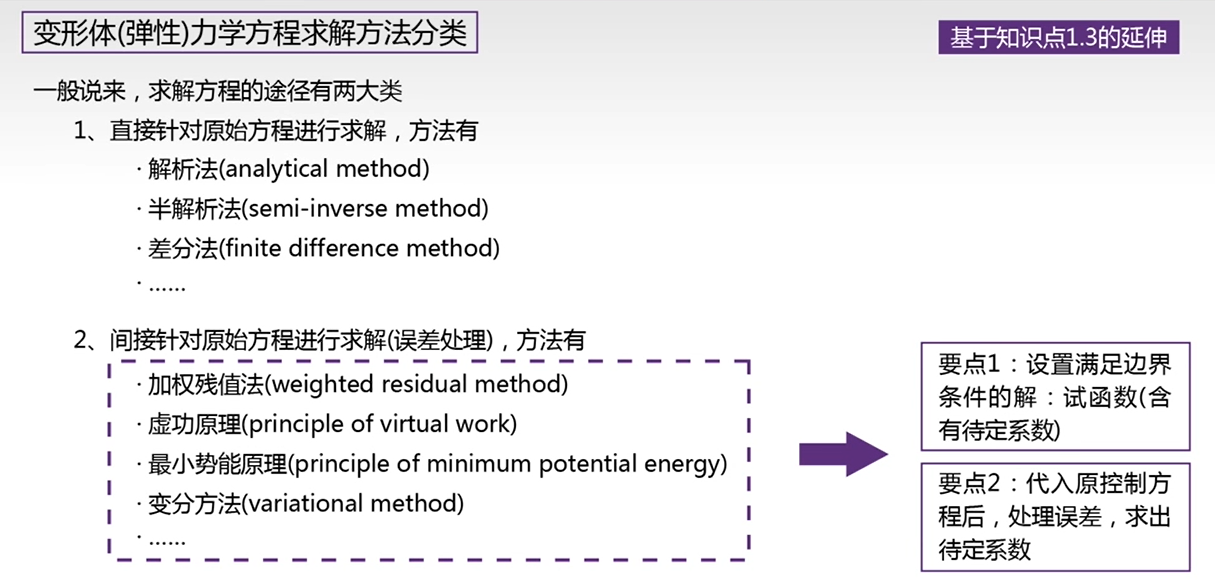 变形体(弹性)力学方程求解方法分类
基于知识点1.3的延伸
一般说来，求解方程的途径有两大类
1、直接针对原始方程进行求解，方法有
· 解析法(analytical method)
· 半解析法(semi-inverse method)
· 差分法(finite difference method)
· ......
2、间接针对原始方程进行求解(误差处理)，方法有
· 加权残值法(weighted residual method)
· 虚功原理(principle of virtual work)
· 最小势能原理(principle of minimum potential energy)
· 变分方法(variational method)
· ......
要点1：设置满足边界
条件的解：试函数(含
有待定系数)
要点2：代入原控制方
程后，处理误差，求出
待定系数